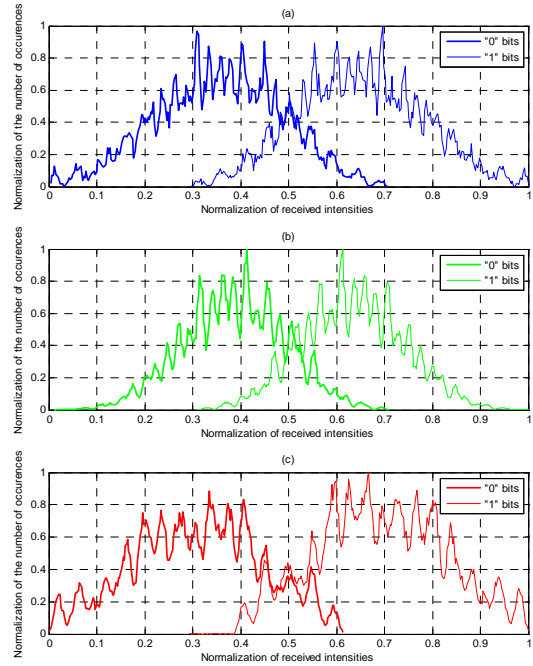 (a)
Normalization of the number of occurences
1
0.8
0.6
0.4
0.2
0
"0" bits
"1" bits
0 0.1 0.2 0.3 0.4 0.5 0.6 0.7 0.8 0.9 1
Normalization of received intensities
(b)
Normalization of the number of occurences
1
0.8
0.6
0.4
0.2
0
"0" bits
"1" bits
0 0.1 0.2 0.3 0.4 0.5 0.6 0.7 0.8 0.9 1
Normalization of received intensities
(c)
Normalization of the number of occurences
1
0.8
0.6
0.4
0.2
0
"0" bits
"1" bits
0 0.1 0.2 0.3 0.4 0.5 0.6 0.7 0.8 0.9 1
Normalization of received intensities